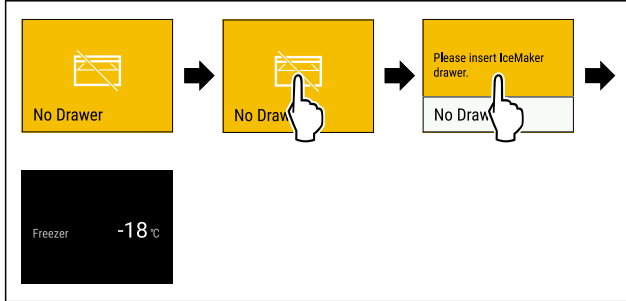 No Drawer
No Draw
Please insert IceMaker
drawer.
No Draw
Freezer -18 °C